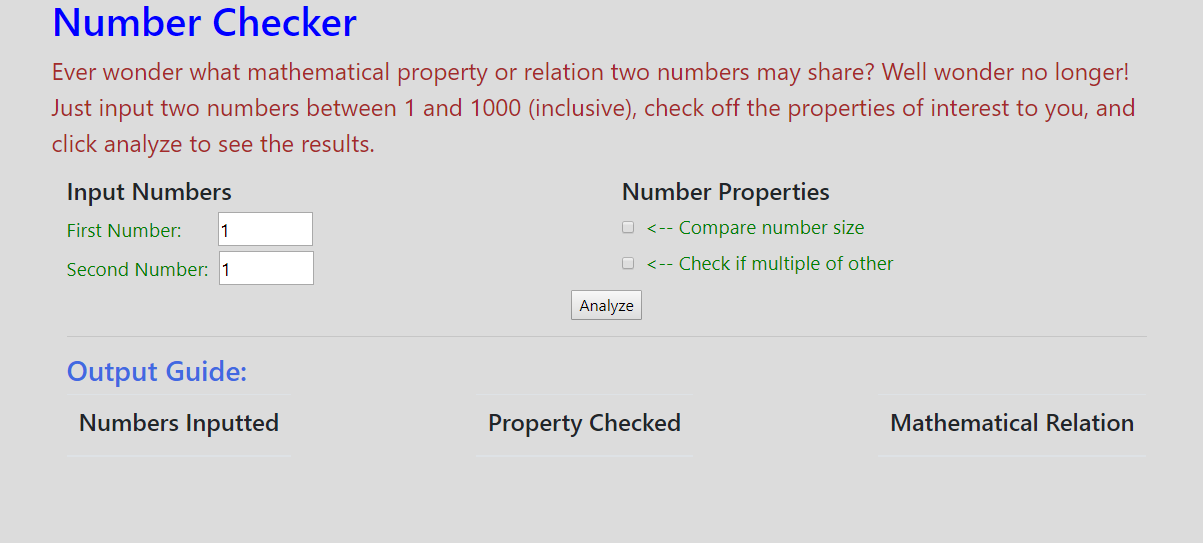 Number Checker
Ever wonder what mathematical property or relation two numbers may share? Well wonder no longer!
Just input two numbers between 1 and 1000 (inclusive), check off the properties of interest to you, and
click analyze to see the results.
Input Numbers
First Number: 1
Second Number: 1
Number Properties
<-- Compare number size
<-- Check if multiple of other
Analyze
Output Guide:
Numbers Inputted Property Checked Mathematical Relation